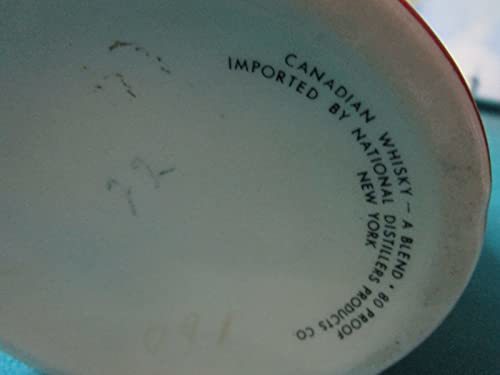 CANADIAN WHISKY - A BLEND • 80 PROOF
IMPORTED BY NATIONAL DISTILLERS PRODUCTS CO
NEW YORK